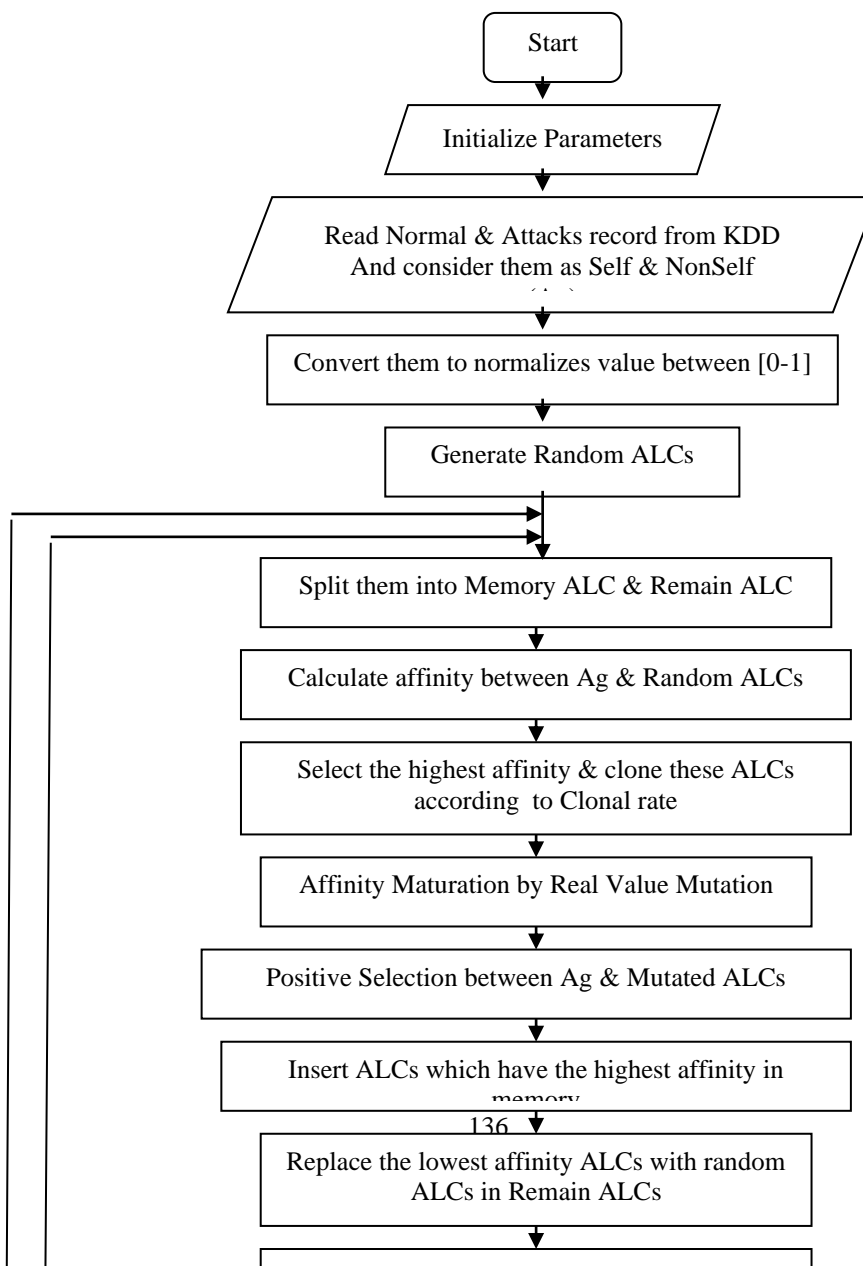 Start
Initialize Parameters
Read Normal & Attacks record from KDD
And consider them as Self & NonSelf
Convert them to normalizes value between [0-1]
Generate Random ALCs
Split them into Memory ALC & Remain ALC
Calculate affinity between Ag & Random ALCs
Select the highest affinity & clone these ALCs
according to Clonal rate
Affinity Maturation by Real Value Mutation
Positive Selection between Ag & Mutated ALCs
Insert ALCs which have the highest affinity in
memory
136
Replace the lowest affinity ALCs with random
ALCs in Remain ALCs